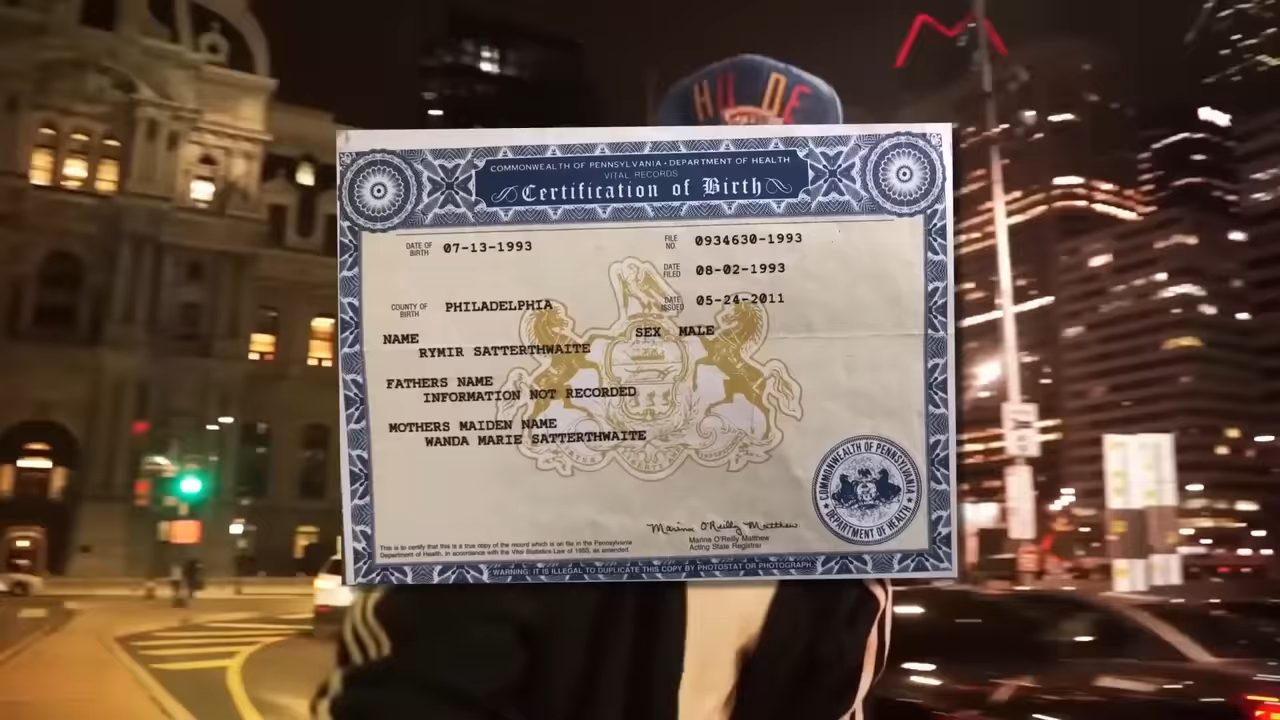 HU DE
COMMONWEALTH OF PENNSYLVANIA • DEPARTMENT OF HEALTH
VITAL RECORDS
Certification of Birth
DATE OF BIRTH 07-13-1993
FILE NO. 0934630-1993
DATE FILED 08-02-1993
COUNTY OF BIRTH PHILADELPHIA
DATE ISSUED 05-24-2011
NAME
SEX MALE
RYMIR SATTERTHWAITE
FATHERS NAME
INFORMATION NOT RECORDED
MOTHERS MAIDEN NAME
WANDA MARIE SATTERTHWAITE
COMMONWEALTH OF PENNSYLVANIA
DEPARTMENT OF HEALTH
Marina O'Reilly Matthew
Marina O'Reilly Matthew
Acting State Registrar
This is to certify that this is a true copy of the record which is on file in the Pennsylvania
Department of Health, in accordance with the Vital Statistics Law of 1953, as amended.
WARNING: IT IS ILLEGAL TO DUPLICATE THIS COPY BY PHOTOSTAT OR PHOTOGRAPH.